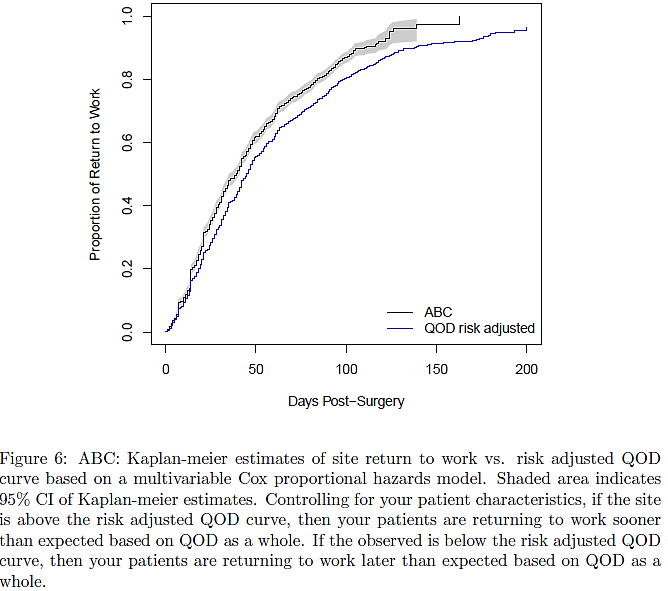 1.0
0.8
0.6
0.4
0.2
0.0
Proportion of Return to Work
ABC
QOD risk adjusted
0 50 100 150 200
Days Post−Surgery
Figure 6: ABC: Kaplan-meier estimates of site return to work vs. risk adjusted QOD
curve based on a multivariable Cox proportional hazards model. Shaded area indicates
95% CI of Kaplan-meier estimates. Controlling for your patient characteristics, if the site
is above the risk adjusted QOD curve, then your patients are returning to work sooner
than expected based on QOD as a whole. If the observed is below the risk adjusted QOD
curve, then your patients are returning to work later than expected based on QOD as a
whole.